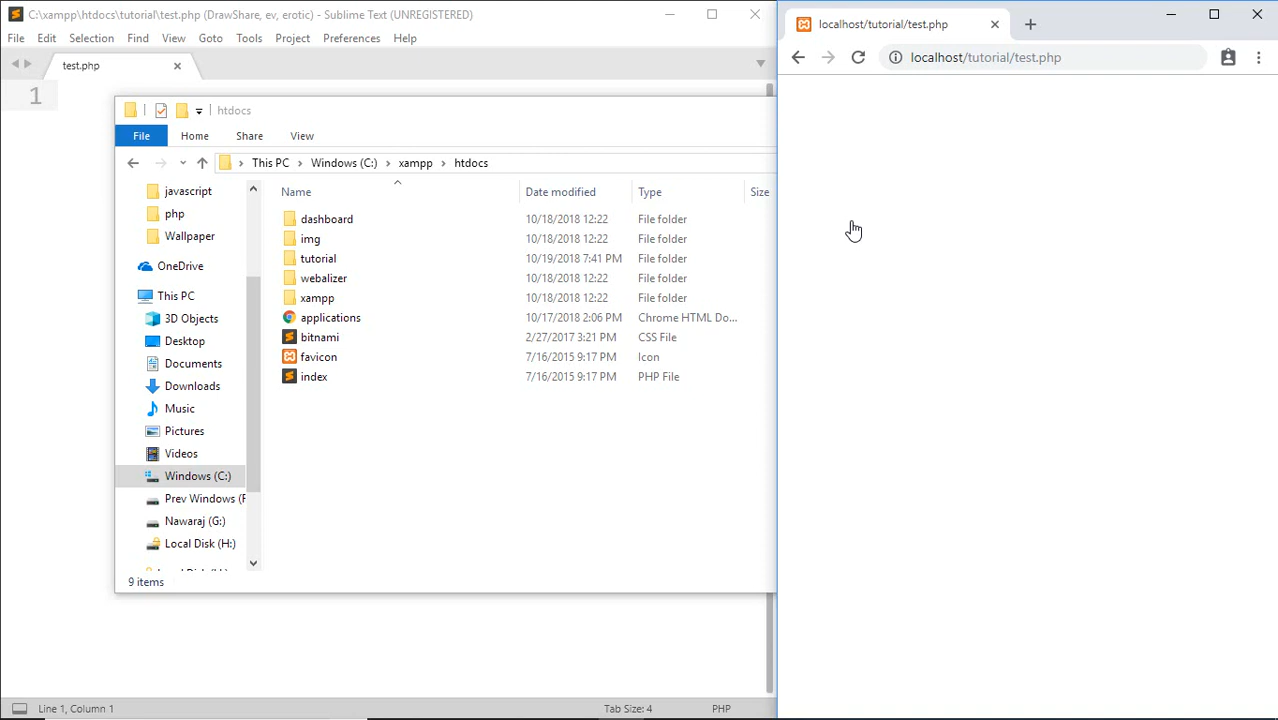 C:\xampp\htdocs\tutorial\test.php (DrawShare, ev, erotic) - Sublime Text (UNREGISTERED)
File Edit Selection Find View Goto Tools Project Preferences Help
test.php
1
htdocs
File Home Share View
This PC Windows (C:) xampp htdocs
javascript
php
Wallpaper
OneDrive
This PC
3D Objects
Desktop
Documents
Downloads
Music
Pictures
Videos
Windows (C:)
Prev Windows (F
Nawaraj (G:)
Local Disk (H:)
Name Date modified Type Size
dashboard 10/18/2018 12:22 File folder
img 10/18/2018 12:22 File folder
tutorial 10/19/2018 7:41 PM File folder
webalizer 10/18/2018 12:22 File folder
xampp 10/18/2018 12:22 File folder
applications 10/17/2018 2:06 PM Chrome HTML Do...
bitnami 2/27/2017 3:21 PM CSS File
favicon 7/16/2015 9:17 PM Icon
index 7/16/2015 9:17 PM PHP File
9 items
Line 1, Column 1 Tab Size: 4 PHP
localhost/tutorial/test.php
localhost/tutorial/test.php